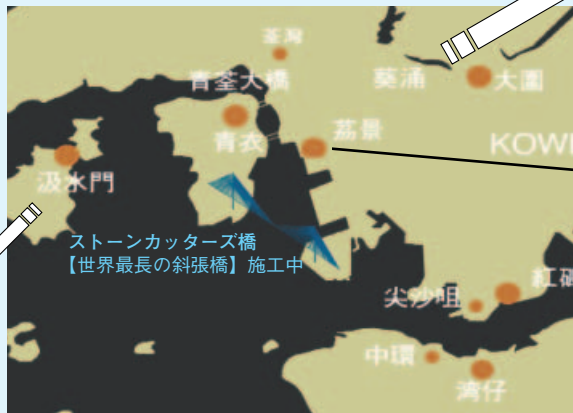 荃灣
青荃大橋
葵涌
大圍
青衣
荔景
KOW
汲水門
ストーンカッターズ橋
【世界最長の斜張橋】施工中
尖沙咀
紅磡
中環
湾仔